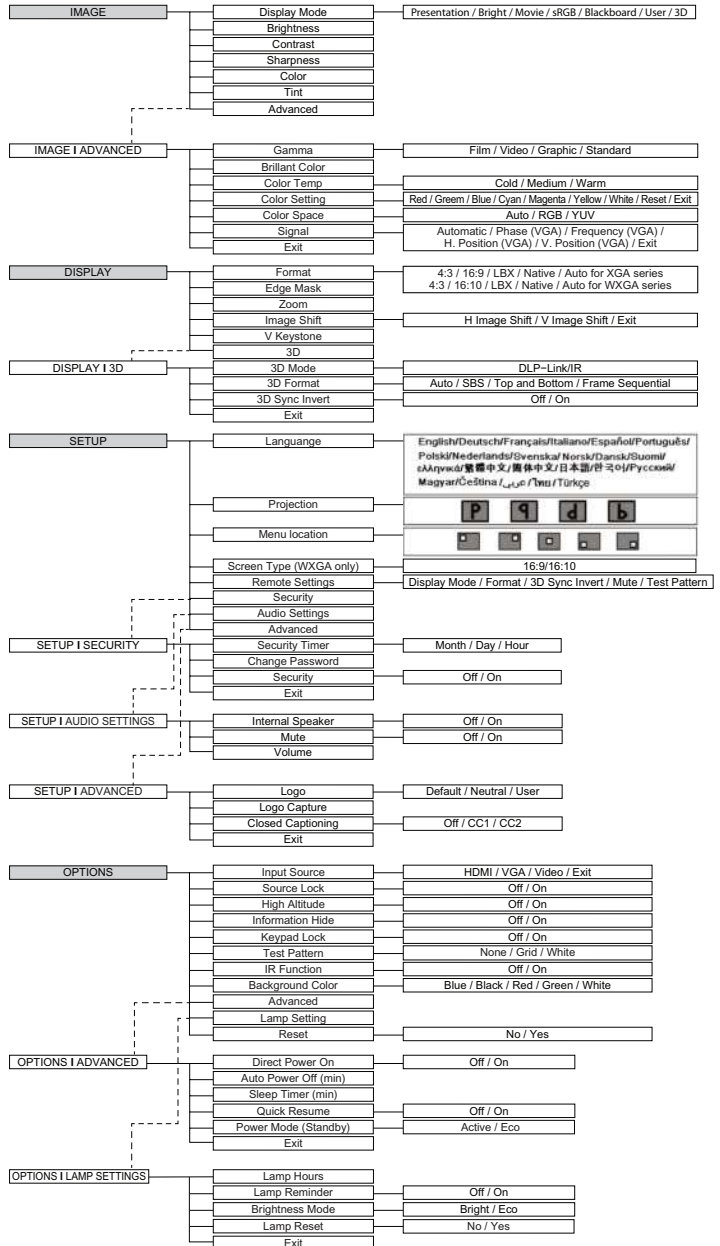 IMAGE
Display Mode
Presentation / Bright / Movie / sRGB / Blackboard / User / 3D
Brightness
Contrast
Sharpness
Color
Tint
Advanced
IMAGE I ADVANCED
Gamma
Film / Video / Graphic / Standard
Brillant Color
Color Temp
Cold / Medium / Warm
Color Setting
Red / Greem / Blue / Cyan / Magenta / Yellow / White / Reset / Exit
Color Space
Auto / RGB / YUV
Signal
Automatic / Phase (VGA) / Frequency (VGA) /
H. Position (VGA) / V. Position (VGA) / Exit
Exit
DISPLAY
Format
4:3 / 16:9 / LBX / Native / Auto for XGA series
4:3 / 16:10 / LBX / Native / Auto for WXGA series
Edge Mask
Zoom
Image Shift
H Image Shift / V Image Shift / Exit
V Keystone
3D
DISPLAY I 3D
3D Mode
DLP-Link/IR
3D Format
Auto / SBS / Top and Bottom / Frame Sequential
3D Sync Invert
Off / On
Exit
SETUP
Languange
English/Deutsch/Français/Italiano/Español/Português/
Polski/Nederlands/Svenska/Norsk/Dansk/Suomi/
ελληνικά/繁體中文/簡体中文/日本語/한국어/Русский/
Magyar/Čeština/عربي/ไทย/Türkçe
Projection
Menu location
Screen Type (WXGA only)
16:9/16:10
Remote Settings
Display Mode / Format / 3D Sync Invert / Mute / Test Pattern
Security
Audio Settings
Advanced
SETUP I SECURITY
Security Timer
Month / Day / Hour
Change Password
Security
Off / On
Exit
SETUP I AUDIO SETTINGS
Internal Speaker
Off / On
Mute
Off / On
Volume
SETUP I ADVANCED
Logo
Default / Neutral / User
Logo Capture
Closed Captioning
Off / CC1 / CC2
Exit
OPTIONS
Input Source
HDMI / VGA / Video / Exit
Source Lock
Off / On
High Altitude
Off / On
Information Hide
Off / On
Keypad Lock
Off / On
Test Pattern
None / Grid / White
IR Function
Off / On
Background Color
Blue / Black / Red / Green / White
Advanced
Lamp Setting
Reset
No / Yes
OPTIONS I ADVANCED
Direct Power On
Off / On
Auto Power Off (min)
Sleep Timer (min)
Quick Resume
Off / On
Power Mode (Standby)
Active / Eco
Exit
OPTIONS I LAMP SETTINGS
Lamp Hours
Lamp Reminder
Off / On
Brightness Mode
Bright / Eco
Lamp Reset
No / Yes
Exit